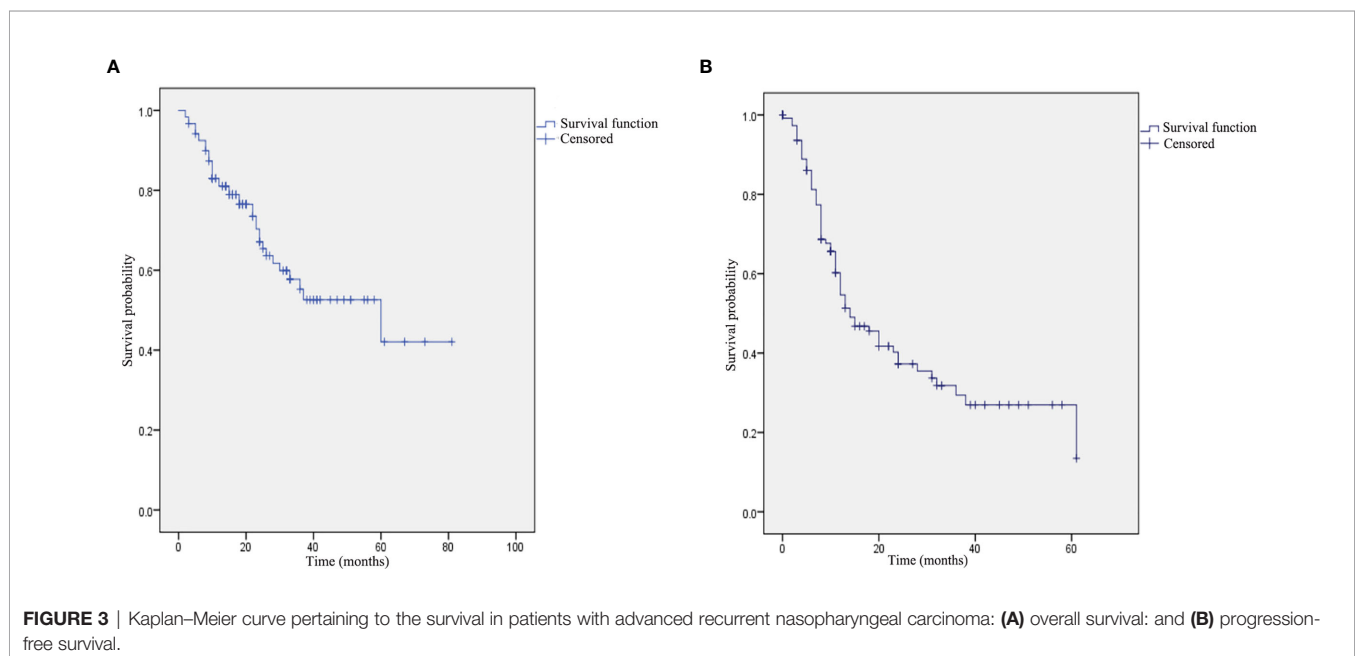 A
B
Survival function
Censored
Survival function
Censored
1.0
0.8
0.6
0.4
0.2
0.0
Survival probability
0 20 40 60 80 100
Time (months)
1.0
0.8
0.6
0.4
0.2
0.0
Survival probability
0 20 40 60
Time (months)
FIGURE 3 | Kaplan–Meier curve pertaining to the survival in patients with advanced recurrent nasopharyngeal carcinoma: (A) overall survival: and (B) progression-
free survival.